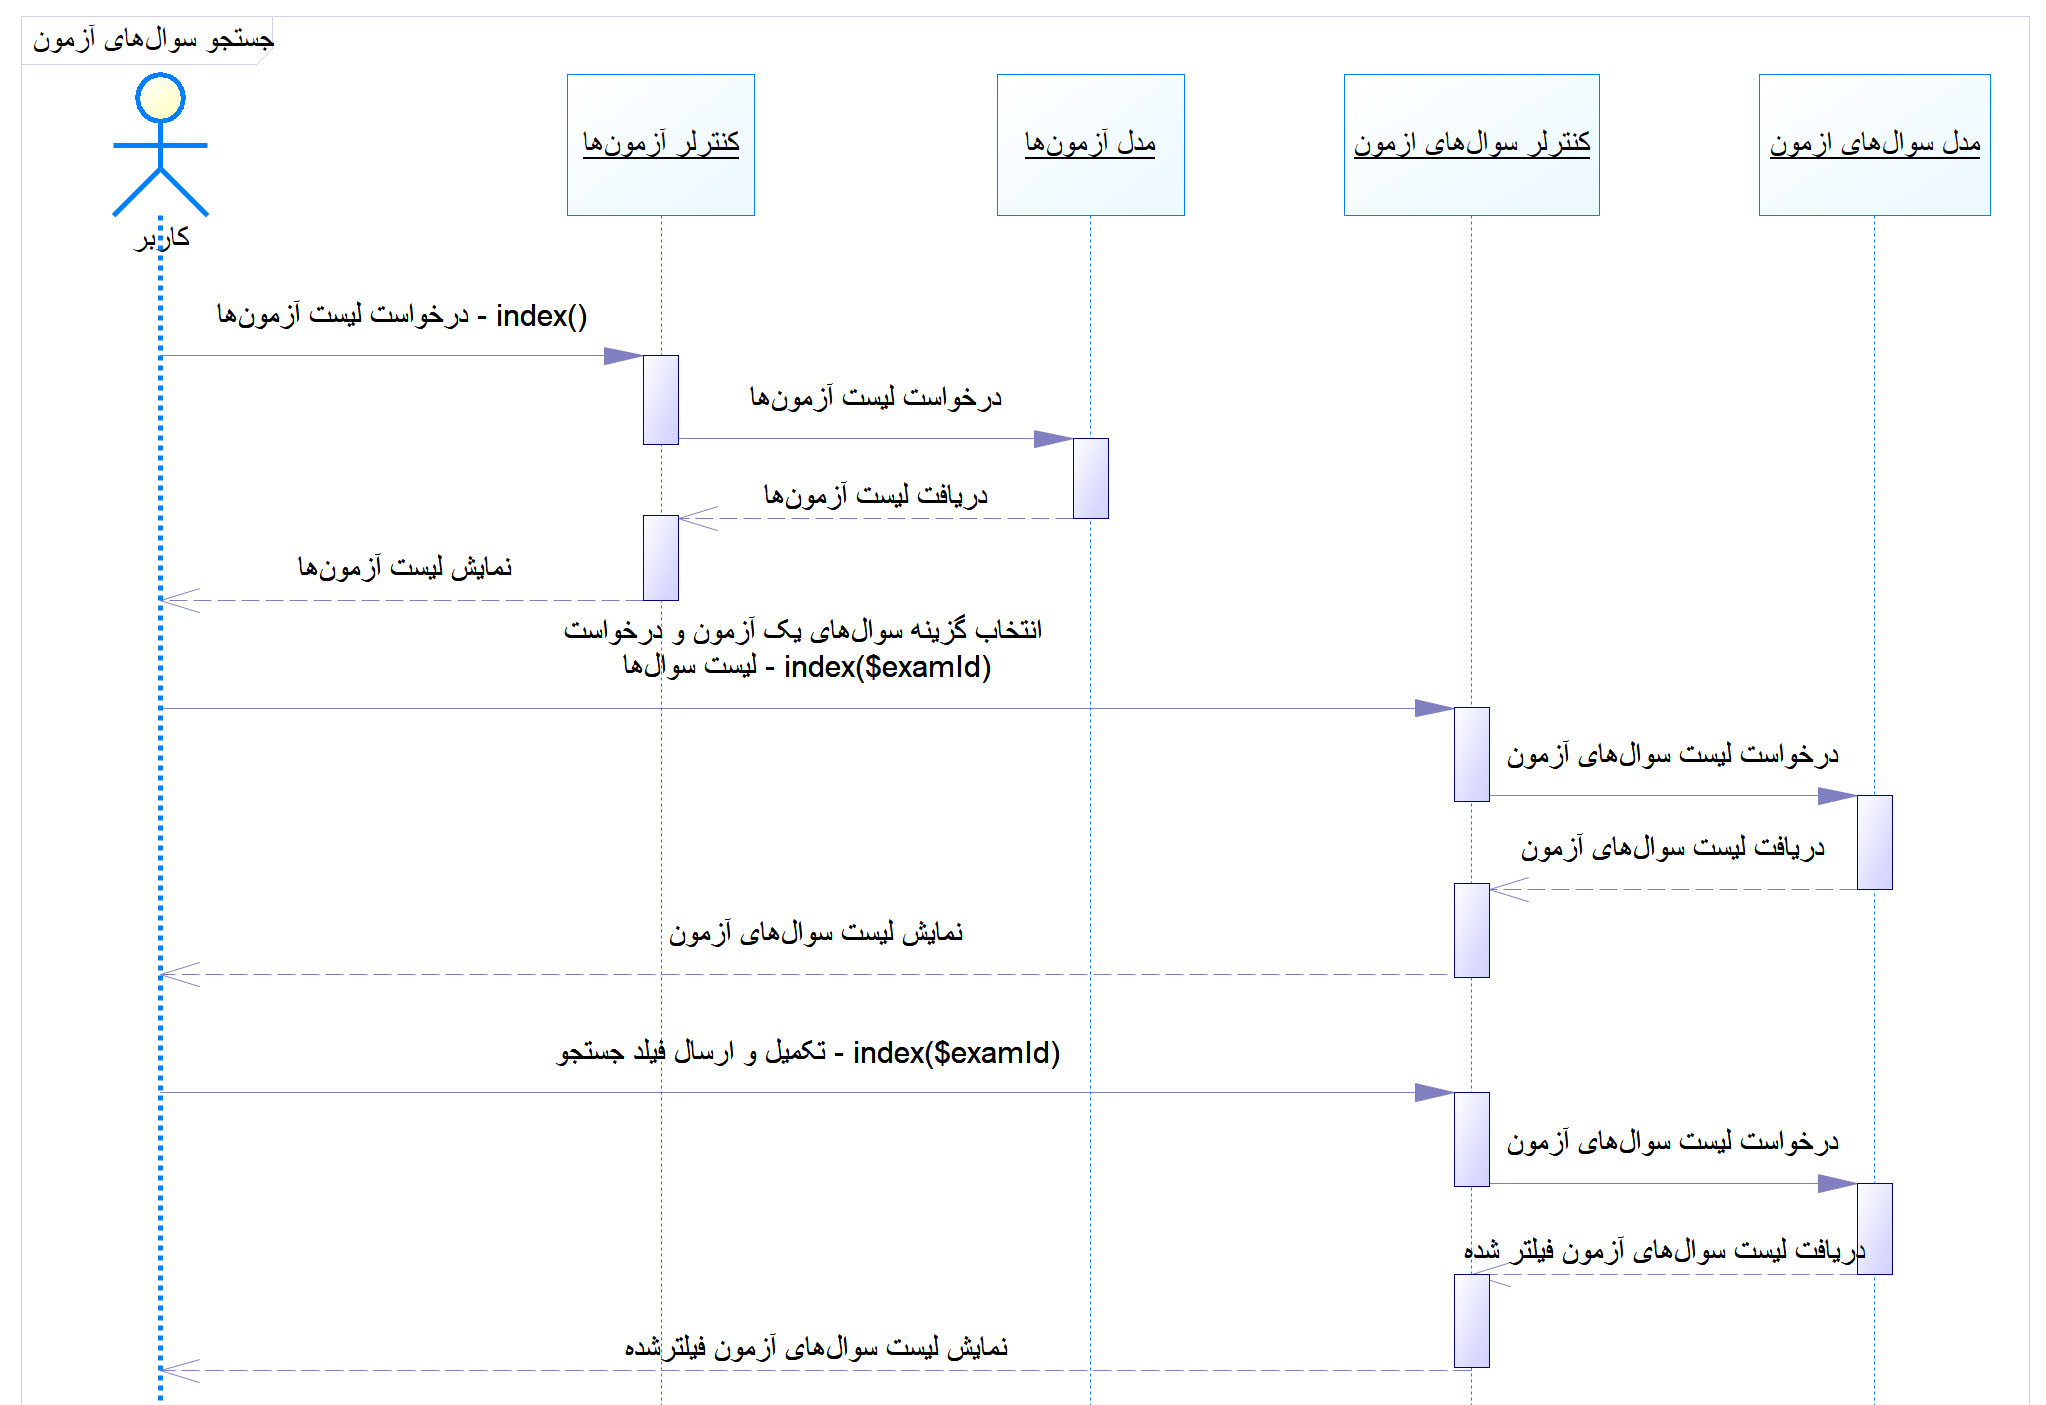 جستجو سوال‌های آزمون
کاربر
کنترلر آزمون‌ها
مدل آزمون‌ها
کنترلر سوال‌های ازمون
مدل سوال‌های ازمون
درخواست لیست آزمون‌ها - index()
درخواست لیست آزمون‌ها
دریافت لیست آزمون‌ها
نمایش لیست آزمون‌ها
انتخاب گزینه سوال‌های یک آزمون و درخواست
لیست سوال‌ها - index($examId)
درخواست لیست سوال‌های آزمون
دریافت لیست سوال‌های آزمون
نمایش لیست سوال‌های آزمون
تکمیل و ارسال فیلد جستجو - index($examId)
درخواست لیست سوال‌های آزمون
دریافت لیست سوال‌های آزمون فیلتر شده
نمایش لیست سوال‌های آزمون فیلترشده